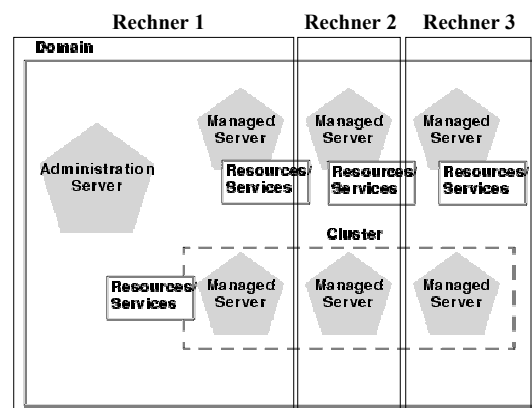 Rechner 1 Rechner 2 Rechner 3
Domain
Managed
Server
Managed
Server
Managed
Server
Administration
Server
Resources/
Services
Resources/
Services
Resources/
Services
Cluster
Resources/
Services
Managed
Server
Managed
Server
Managed
Server